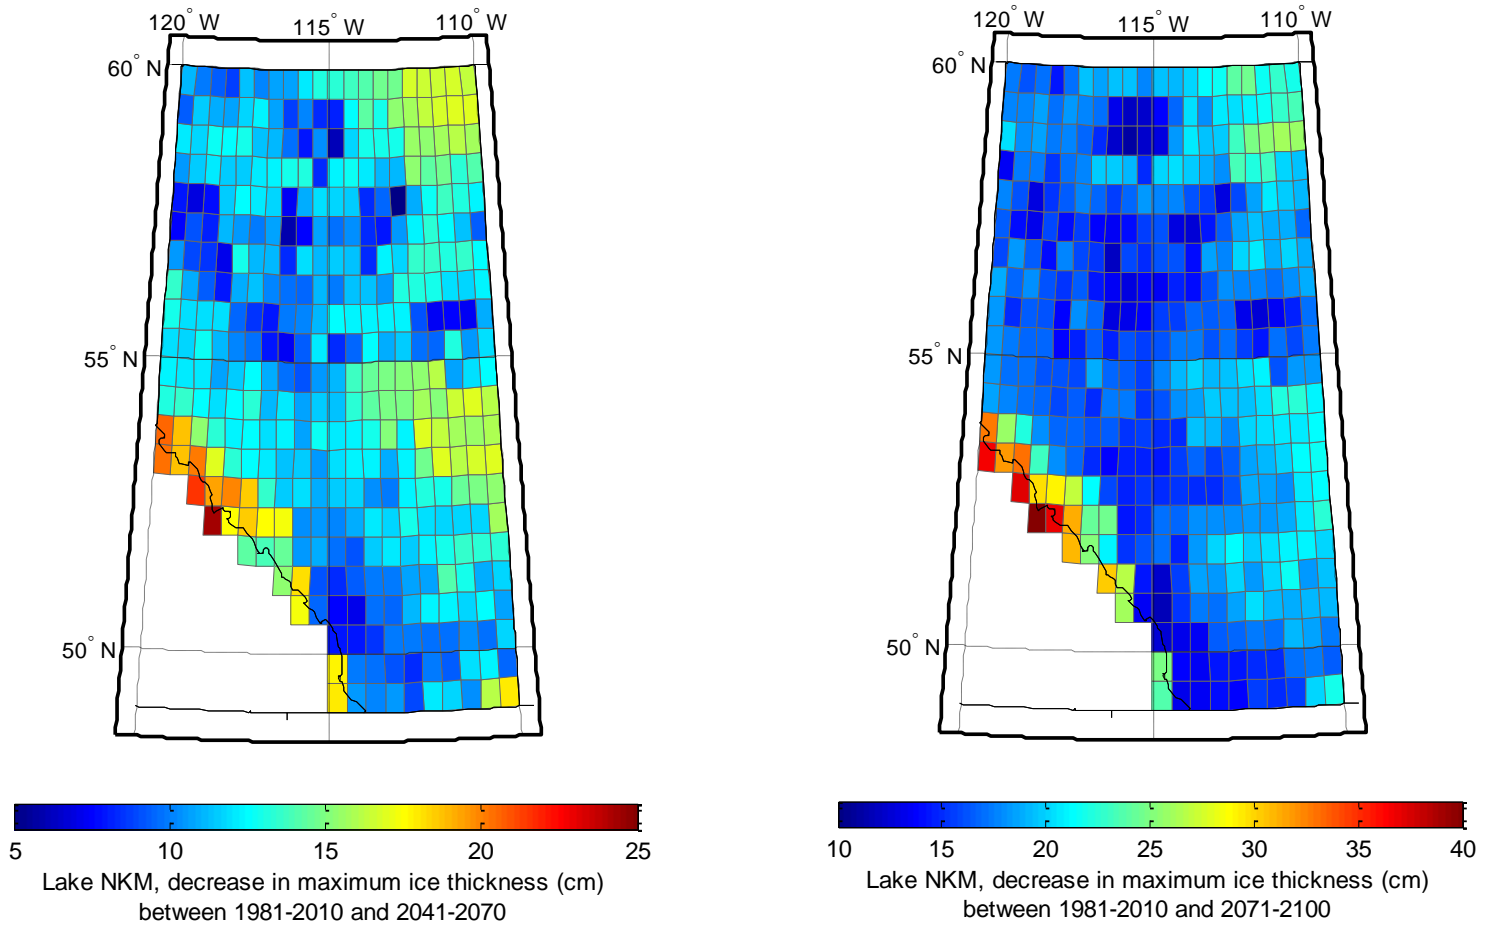 120° W 115° W 110° W
60° N
55° N
50° N
5 10 15 20 25
Lake NKM, decrease in maximum ice thickness (cm)
between 1981-2010 and 2041-2070
120° W 115° W 110° W
60° N
55° N
50° N
10 15 20 25 30 35 40
Lake NKM, decrease in maximum ice thickness (cm)
between 1981-2010 and 2071-2100